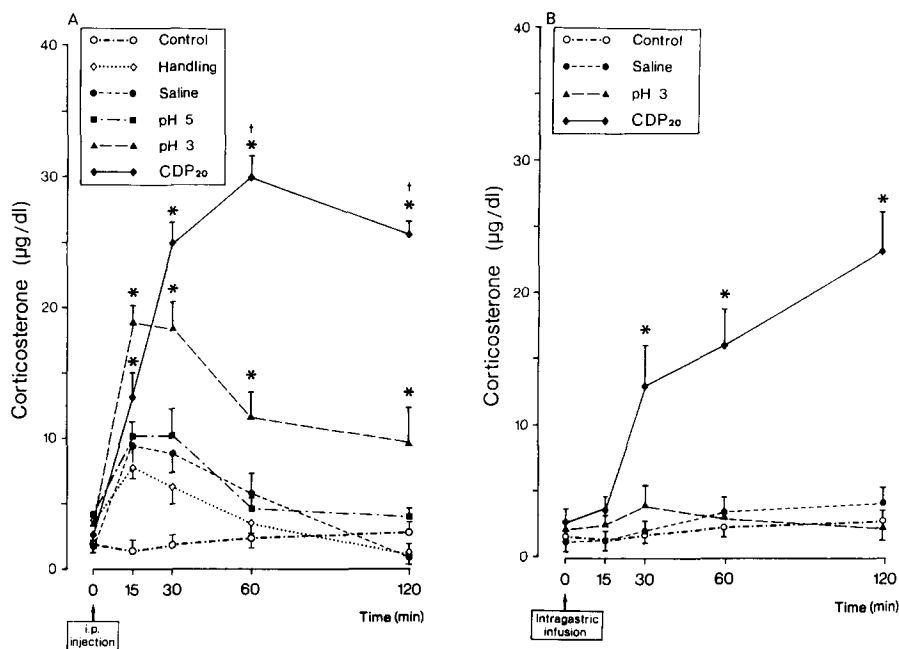 A
40
Control
Handling
Saline
pH 5
pH 3
CDP₂₀
30
20
10
0
Corticosterone (µg/dl)
†
*
†
*
*
*
*
*
*
*
0 15 30 60 120
Time (min)
i.p.
injection
B
40
Control
Saline
pH 3
CDP₂₀
30
20
10
0
Corticosterone (µg/dl)
*
*
*
0 15 30 60 120
Time (min)
Intragastric
infusion